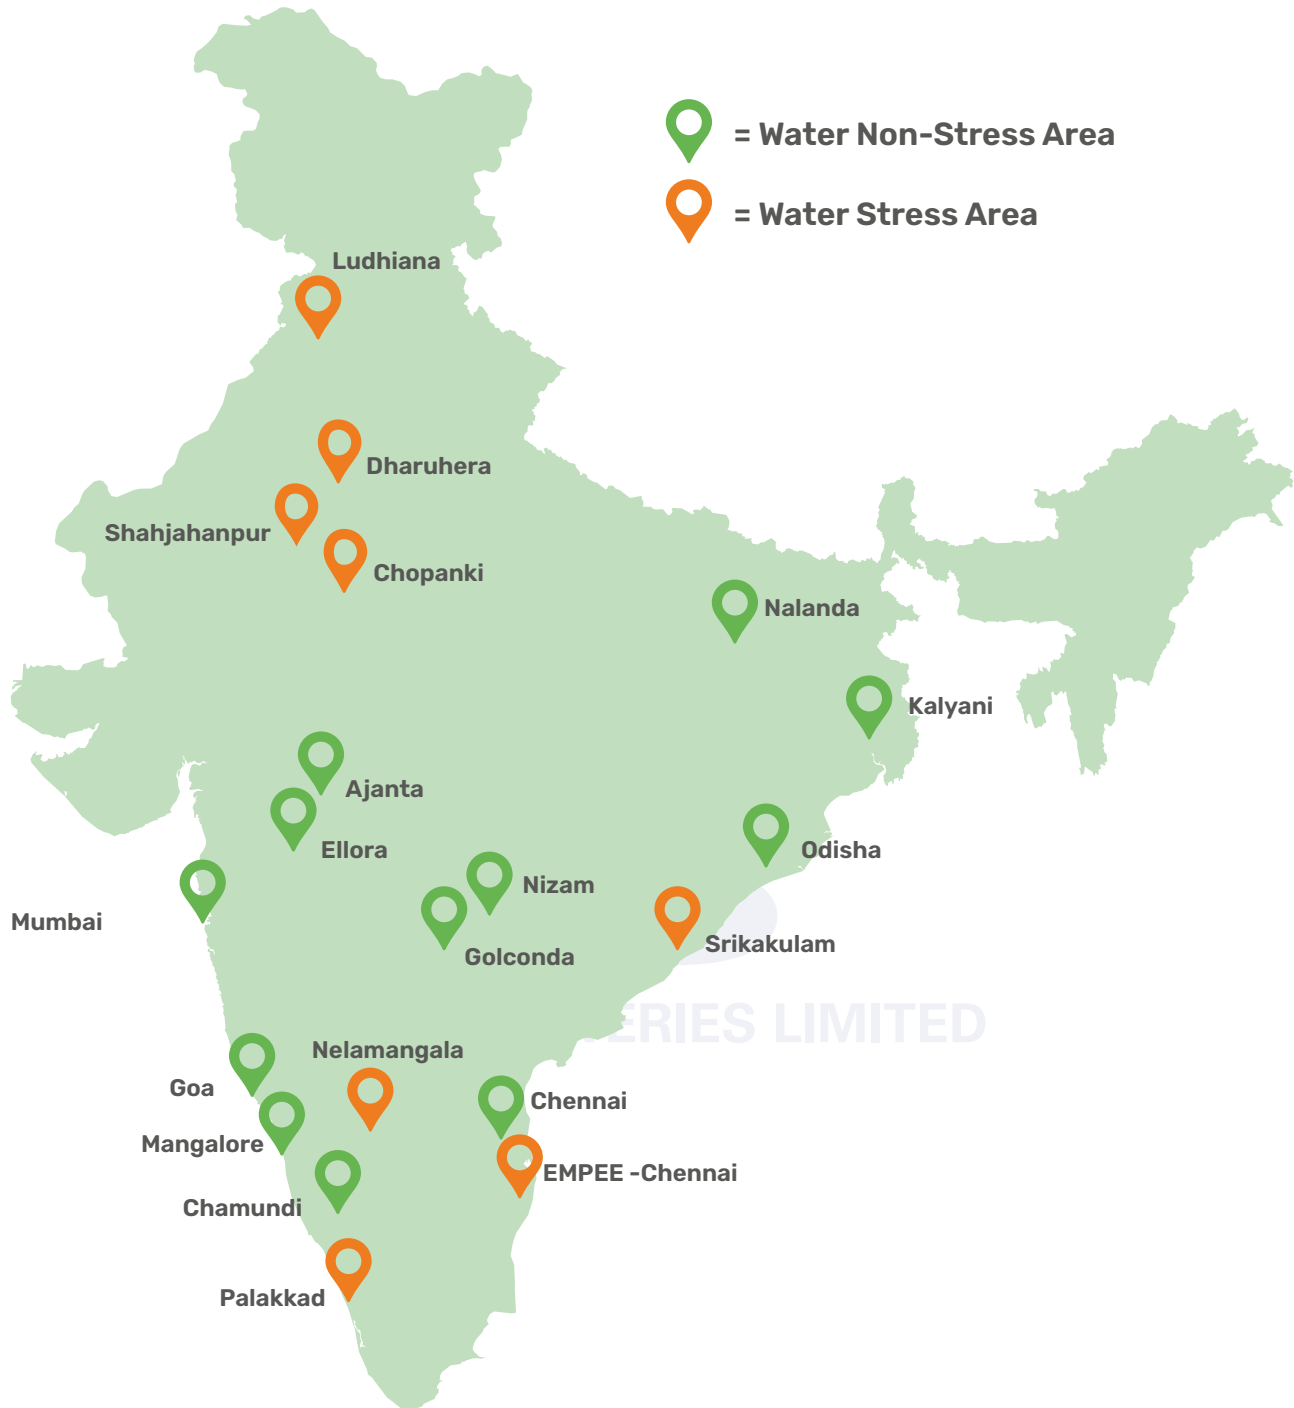 = Water Non-Stress Area
= Water Stress Area
Ludhiana
Dharuhera
Shahjahanpur
Chopanki
Nalanda
Kalyani
Ajanta
Ellora
Odisha
Nizam
Mumbai
Srikakulam
Golconda
ERIES LIMITED
Nelamangala
Goa
Chennai
Mangalore
EMPEE -Chennai
Chamundi
Palakkad